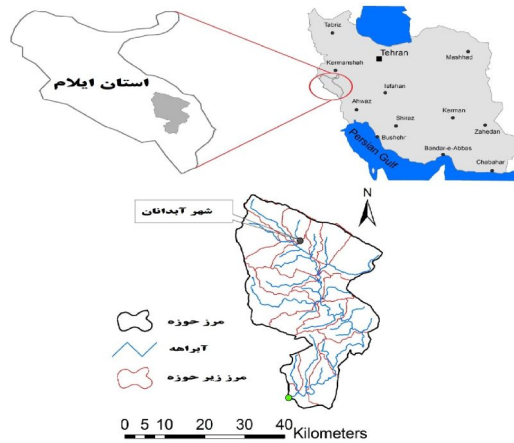 استان ایلام
Tabriz
Tehran
Mashhad
Kermanshah
Isfahan
Ahwaz
Kerman
Shiraz
Zahedan
Bushehr
Persian Gulf
Bandar-e-Abbas
Chabahar
N
شهر آبدانان
مرز حوزه
آبراهه
مرز زیر حوزه
0 5 10 20 30 40
Kilometers